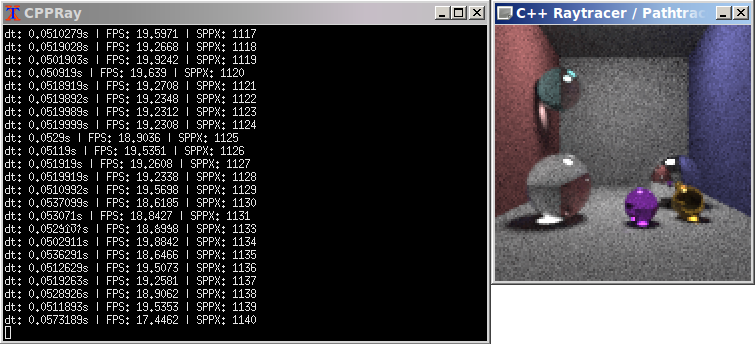 CPPRay
dt: 0.0510279s | FPS: 19.5971 | SPPX: 1117
dt: 0.0519028s | FPS: 19.2668 | SPPX: 1118
dt: 0.0501903s | FPS: 19.9242 | SPPX: 1119
dt: 0.050919s | FPS: 19.639 | SPPX: 1120
dt: 0.0518919s | FPS: 19.2708 | SPPX: 1121
dt: 0.0519892s | FPS: 19.2348 | SPPX: 1122
dt: 0.0519989s | FPS: 19.2312 | SPPX: 1123
dt: 0.0519999s | FPS: 19.2308 | SPPX: 1124
dt: 0.0529s | FPS: 18.9036 | SPPX: 1125
dt: 0.05119s | FPS: 19.5351 | SPPX: 1126
dt: 0.051919s | FPS: 19.2608 | SPPX: 1127
dt: 0.0519919s | FPS: 19.2338 | SPPX: 1128
dt: 0.0510992s | FPS: 19.5698 | SPPX: 1129
dt: 0.0537099s | FPS: 18.6185 | SPPX: 1130
dt: 0.053071s | FPS: 18.8427 | SPPX: 1131
dt: 0.0529107s | FPS: 18.8998 | SPPX: 1133
dt: 0.0502911s | FPS: 19.8842 | SPPX: 1134
dt: 0.0536291s | FPS: 18.6466 | SPPX: 1135
dt: 0.0512629s | FPS: 19.5073 | SPPX: 1136
dt: 0.0519263s | FPS: 19.2581 | SPPX: 1137
dt: 0.0528926s | FPS: 18.9062 | SPPX: 1138
dt: 0.0511893s | FPS: 19.5353 | SPPX: 1139
dt: 0.0573189s | FPS: 17.4462 | SPPX: 1140
C++ Raytracer / Pathtrac